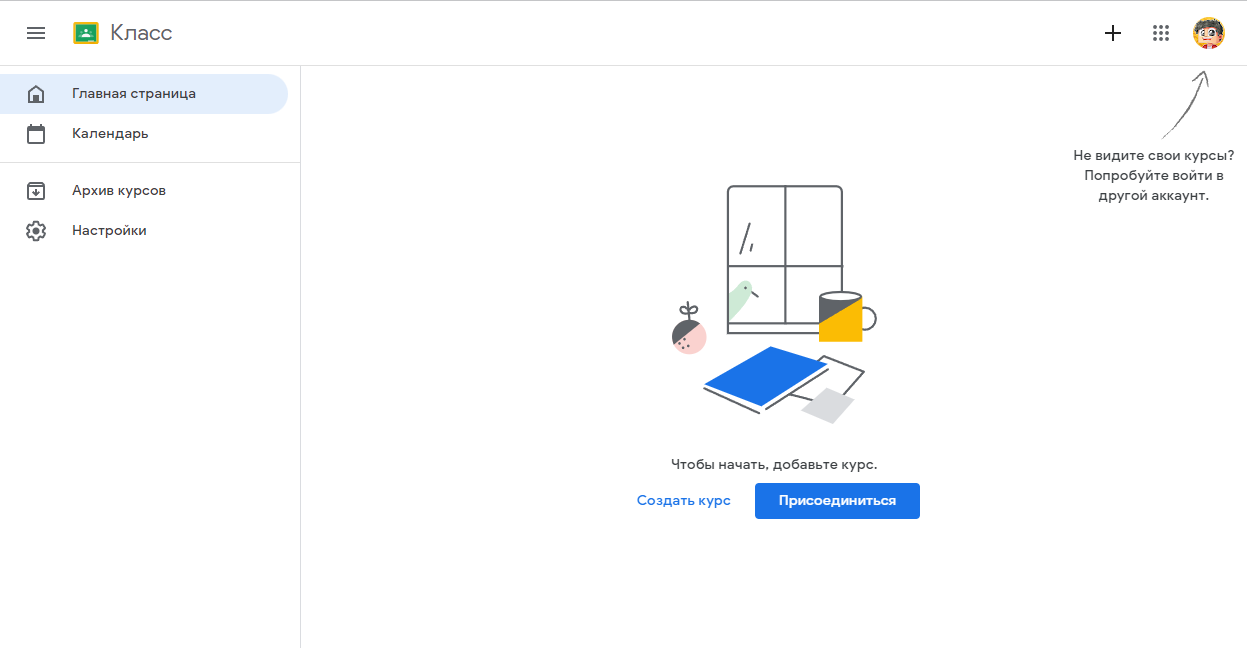 Класс
Главная страница
Календарь
Архив курсов
Настройки
Не видите свои курсы?
Попробуйте войти в
другой аккаунт.
Чтобы начать, добавьте курс.
Создать курс
Присоединиться